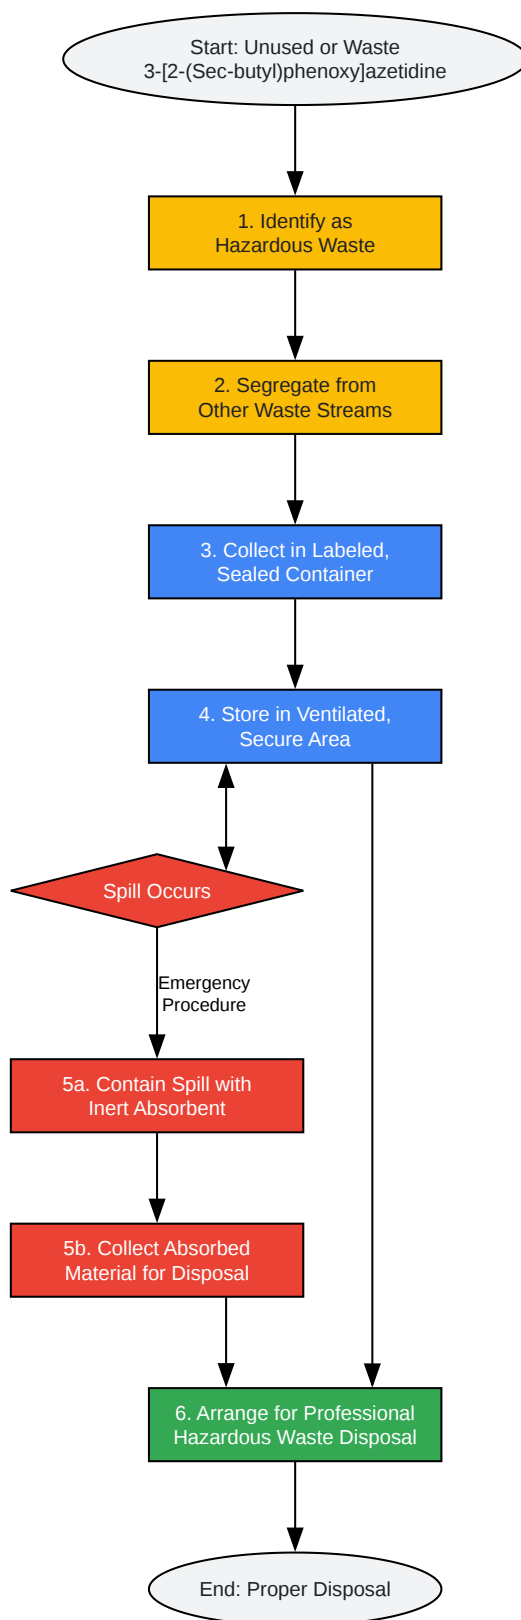 Start: Unused or Waste
3-[2-(Sec-butyl)phenoxy]azetidine
1. Identify as
Hazardous Waste
2. Segregate from
Other Waste Streams
3. Collect in Labeled,
Sealed Container
4. Store in Ventilated,
Secure Area
Spill Occurs
Emergency
Procedure
5a. Contain Spill with
Inert Absorbent
5b. Collect Absorbed
Material for Disposal
6. Arrange for Professional
Hazardous Waste Disposal
End: Proper Disposal